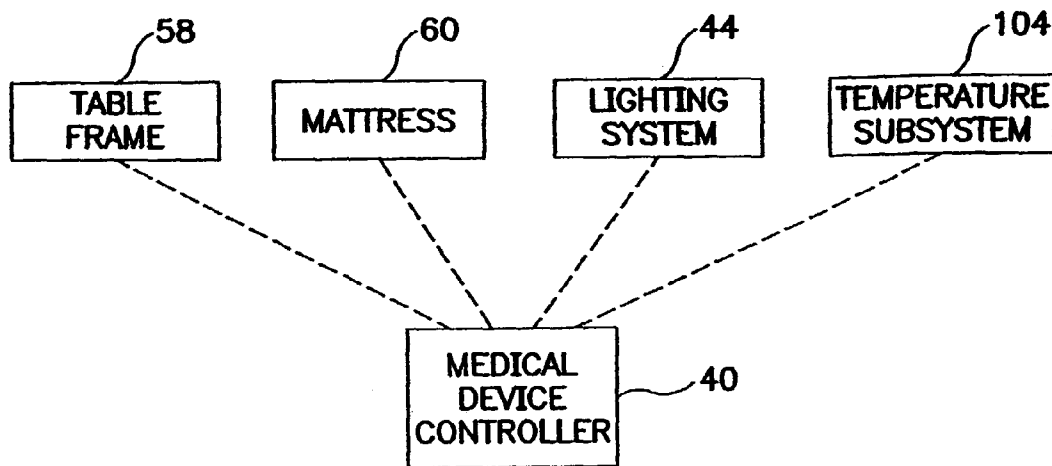 58
60
44
104
TABLE
FRAME
MATTRESS
LIGHTING
SYSTEM
TEMPERATURE
SUBSYSTEM
MEDICAL
DEVICE
CONTROLLER
40